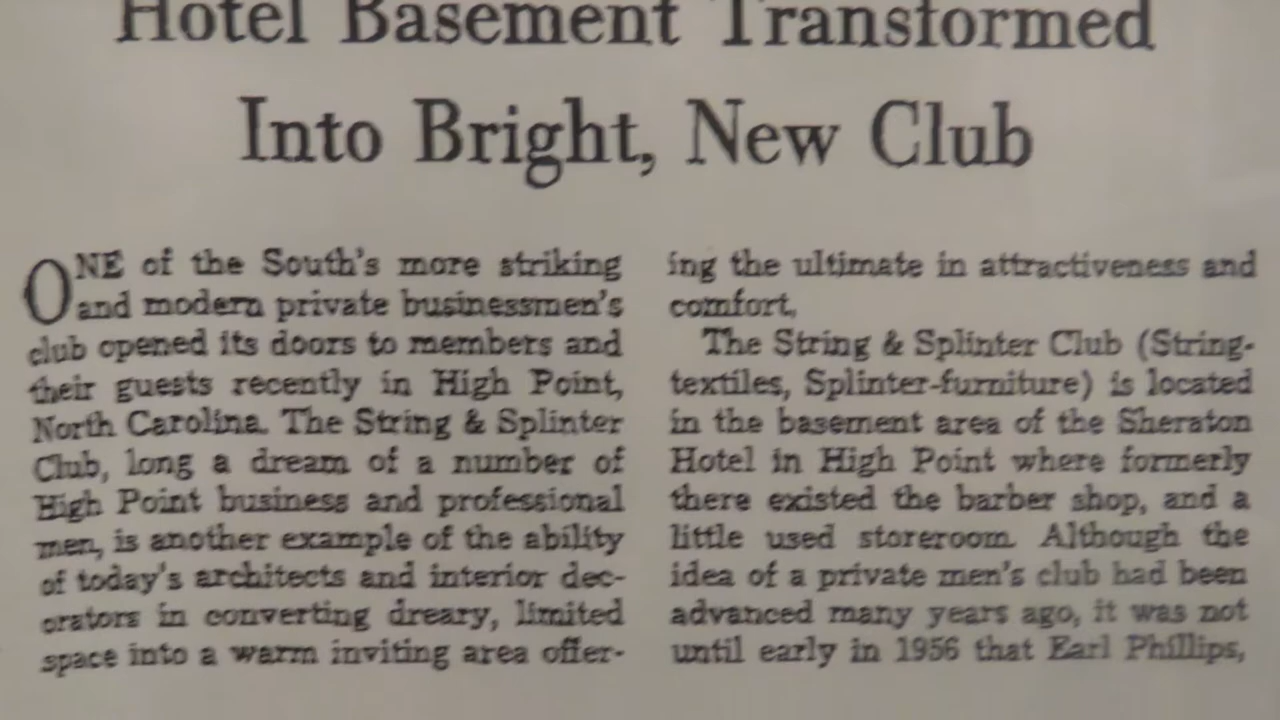 Hotel Basement Transformed
Into Bright, New Club
ONE of the South's more striking
and modern private businessmen's
club opened its doors to members and
their guests recently in High Point,
North Carolina. The String & Splinter
Club, long a dream of a number of
High Point business and professional
men, is another example of the ability
of today's architects and interior dec-
orators in converting dreary, limited
space into a warm inviting area offer-
ing the ultimate in attractiveness and
comfort.
The String & Splinter Club (String-
textiles, Splinter-furniture) is located
in the basement area of the Sheraton
Hotel in High Point where formerly
there existed the barber shop, and a
little used storeroom. Although the
idea of a private men's club had been
advanced many years ago, it was not
until early in 1956 that Earl Phillips,